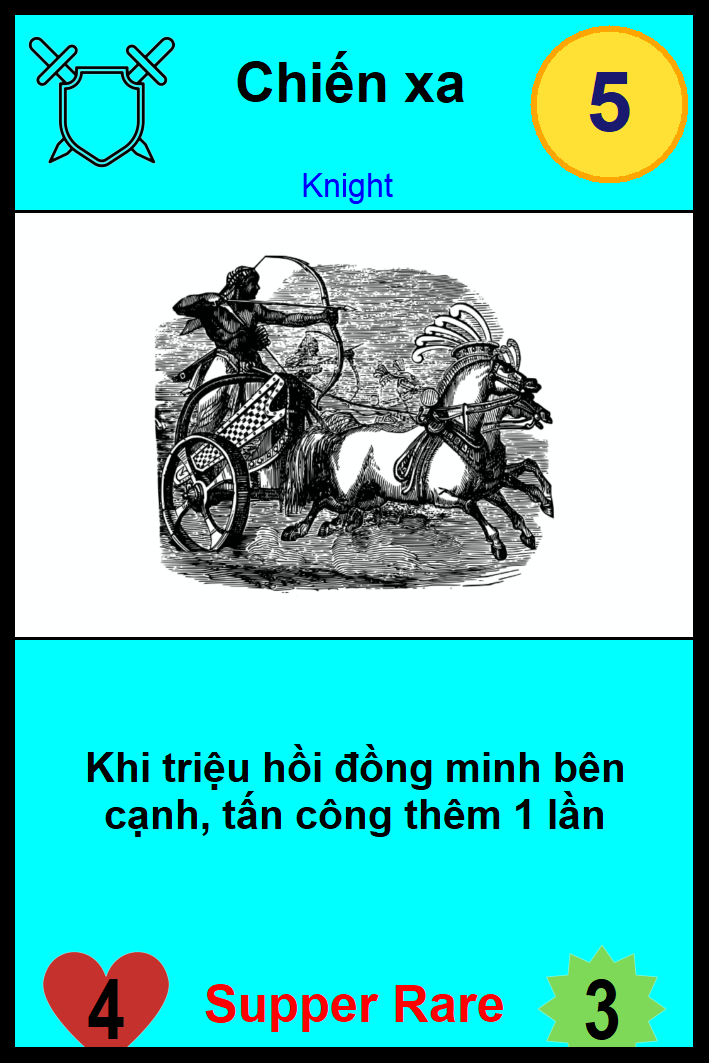 Chiến xa
5
Knight
Khi triệu hồi đồng minh bên
cạnh, tấn công thêm 1 lần
4
Supper Rare
3